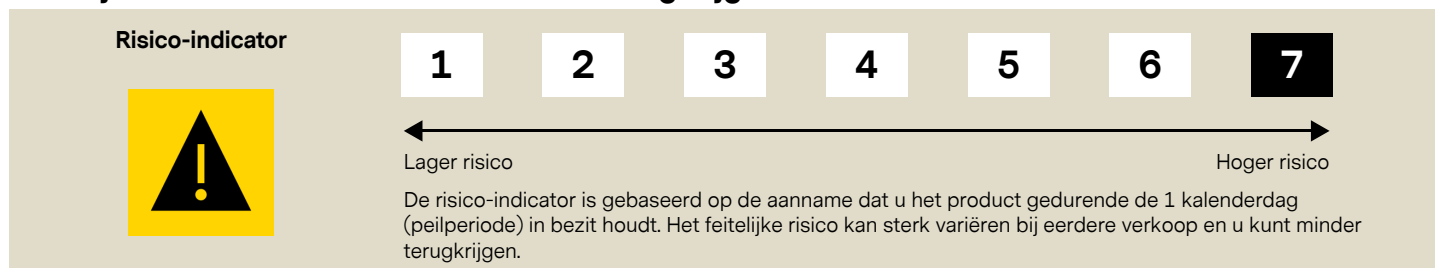 Risico-indicator
1 2 3 4 5 6 7
Lager risico Hoger risico
De risico-indicator is gebaseerd op de aanname dat u het product gedurende de 1 kalenderdag
(peilperiode) in bezit houdt. Het feitelijke risico kan sterk variëren bij eerdere verkoop en u kunt minder
terugkrijgen.